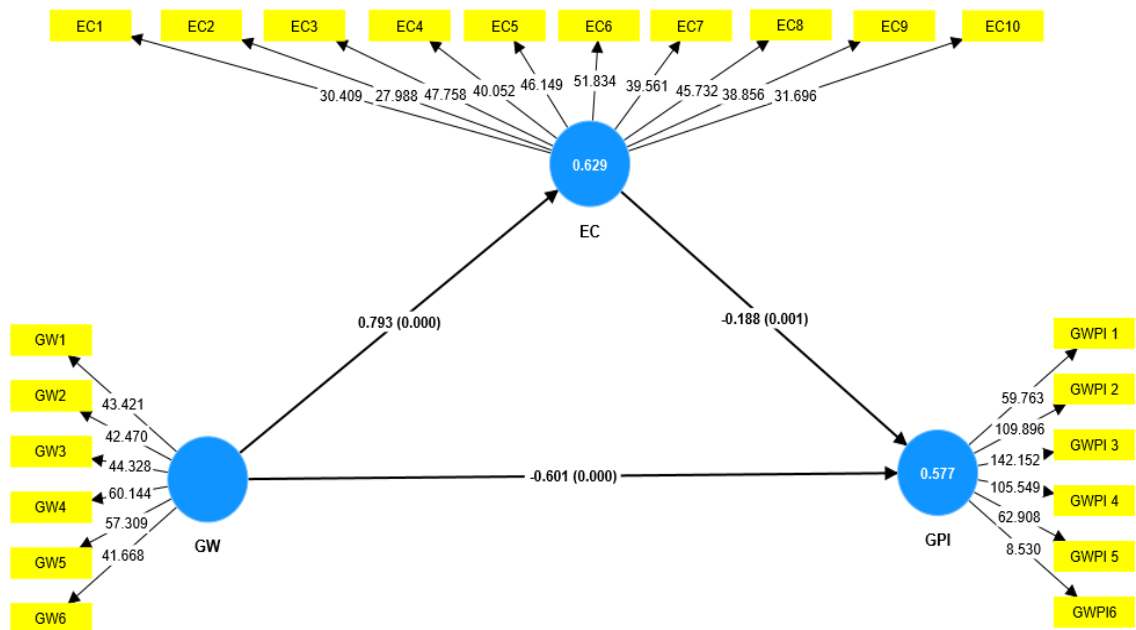 EC1 EC2 EC3 EC4 EC5 EC6 EC7 EC8 EC9 EC10
30.409 27.988 47.758 40.052 46.149 51.834 39.561 45.732 38.856 31.696
0.629
EC
0.793 (0.000)
-0.188 (0.001)
GW1
GW2
GW3
GW4
GW5
GW6
43.421
42.470
44.328
60.144
57.309
41.668
GW
-0.601 (0.000)
0.577
GPI
59.763
109.896
142.152
105.549
62.908
8.530
GWPI 1
GWPI 2
GWPI 3
GWPI 4
GWPI 5
GWPI6